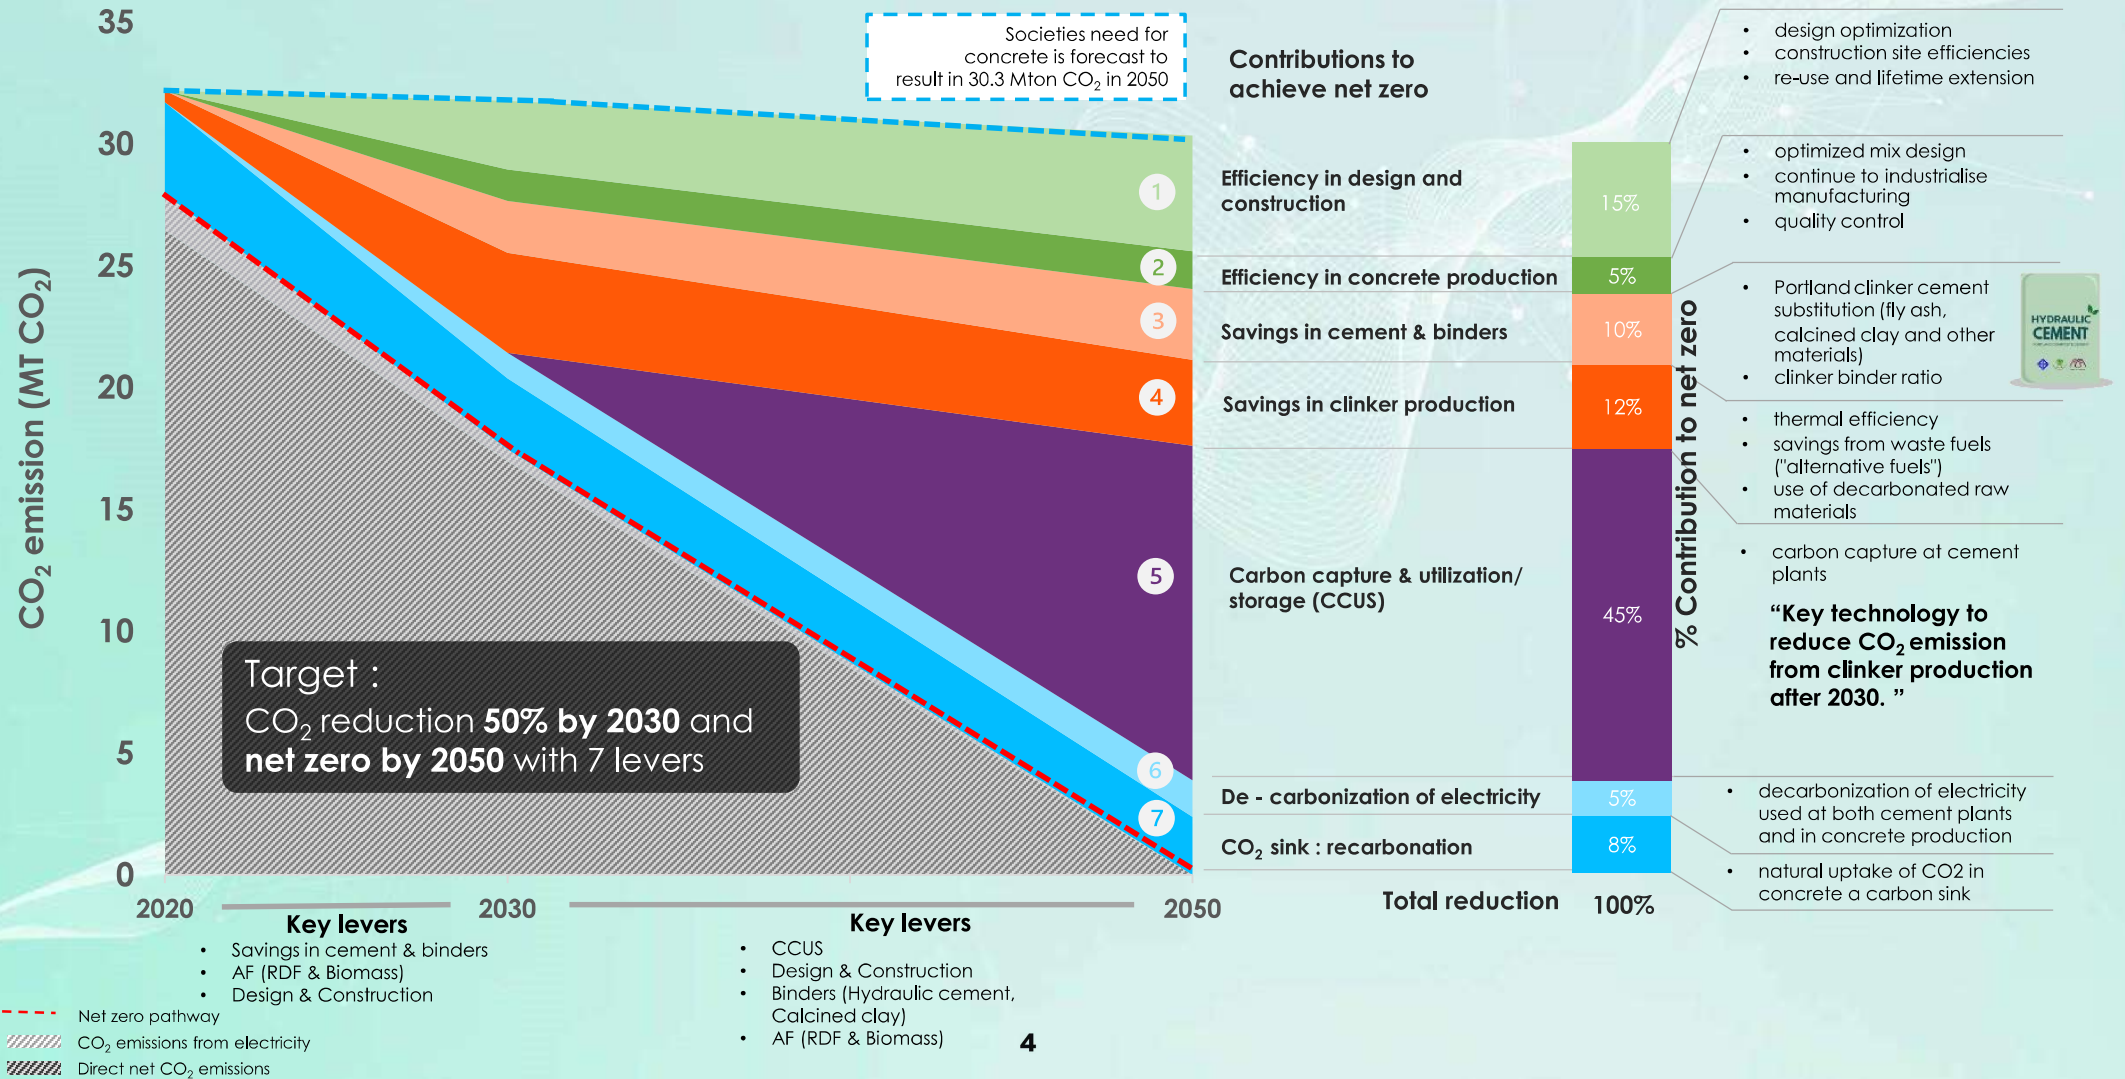 35
30
25
20
15
10
5
0
CO₂ emission (MT CO₂)
Societies need for
concrete is forecast to
result in 30.3 Mton CO₂ in 2050
1
2
3
4
5
6
7
Target :
CO₂ reduction 50% by 2030 and
net zero by 2050 with 7 levers
2020
2030
2050
Key levers
• Savings in cement & binders
• AF (RDF & Biomass)
• Design & Construction
Key levers
• CCUS
• Design & Construction
• Binders (Hydraulic cement,
Calcined clay)
• AF (RDF & Biomass)
Net zero pathway
CO₂ emissions from electricity
Direct net CO₂ emissions
4
Contributions to
achieve net zero
Efficiency in design and
construction
Efficiency in concrete production
Savings in cement & binders
Savings in clinker production
Carbon capture & utilization/
storage (CCUS)
De - carbonization of electricity
CO₂ sink : recarbonation
Total reduction
15%
5%
10%
12%
45%
5%
8%
100%
% Contribution to net zero
• design optimization
• construction site efficiencies
• re-use and lifetime extension
• optimized mix design
• continue to industrialise
manufacturing
• quality control
• Portland clinker cement
substitution (fly ash,
calcined clay and other
materials)
• clinker binder ratio
HYDRAULIC
CEMENT
• thermal efficiency
• savings from waste fuels
("alternative fuels")
• use of decarbonated raw
materials
• carbon capture at cement
plants
“Key technology to
reduce CO₂ emission
from clinker production
after 2030. ”
• decarbonization of electricity
used at both cement plants
and in concrete production
• natural uptake of CO2 in
concrete a carbon sink